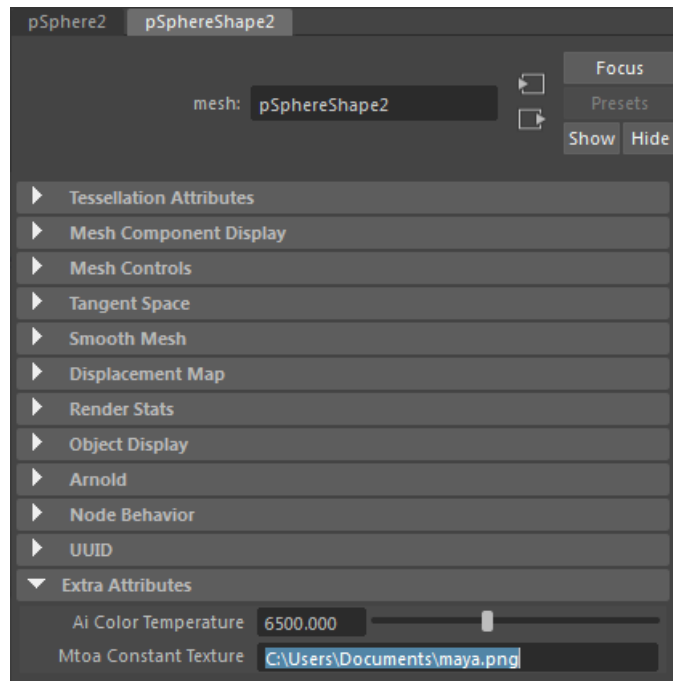 pSphere2 pSphereShape2
Focus
mesh: pSphereShape2 Presets
Show Hide
Tessellation Attributes
Mesh Component Display
Mesh Controls
Tangent Space
Smooth Mesh
Displacement Map
Render Stats
Object Display
Arnold
Node Behavior
UUID
Extra Attributes
Ai Color Temperature 6500.000
Mtoa Constant Texture C:\Users\Documents\maya.png